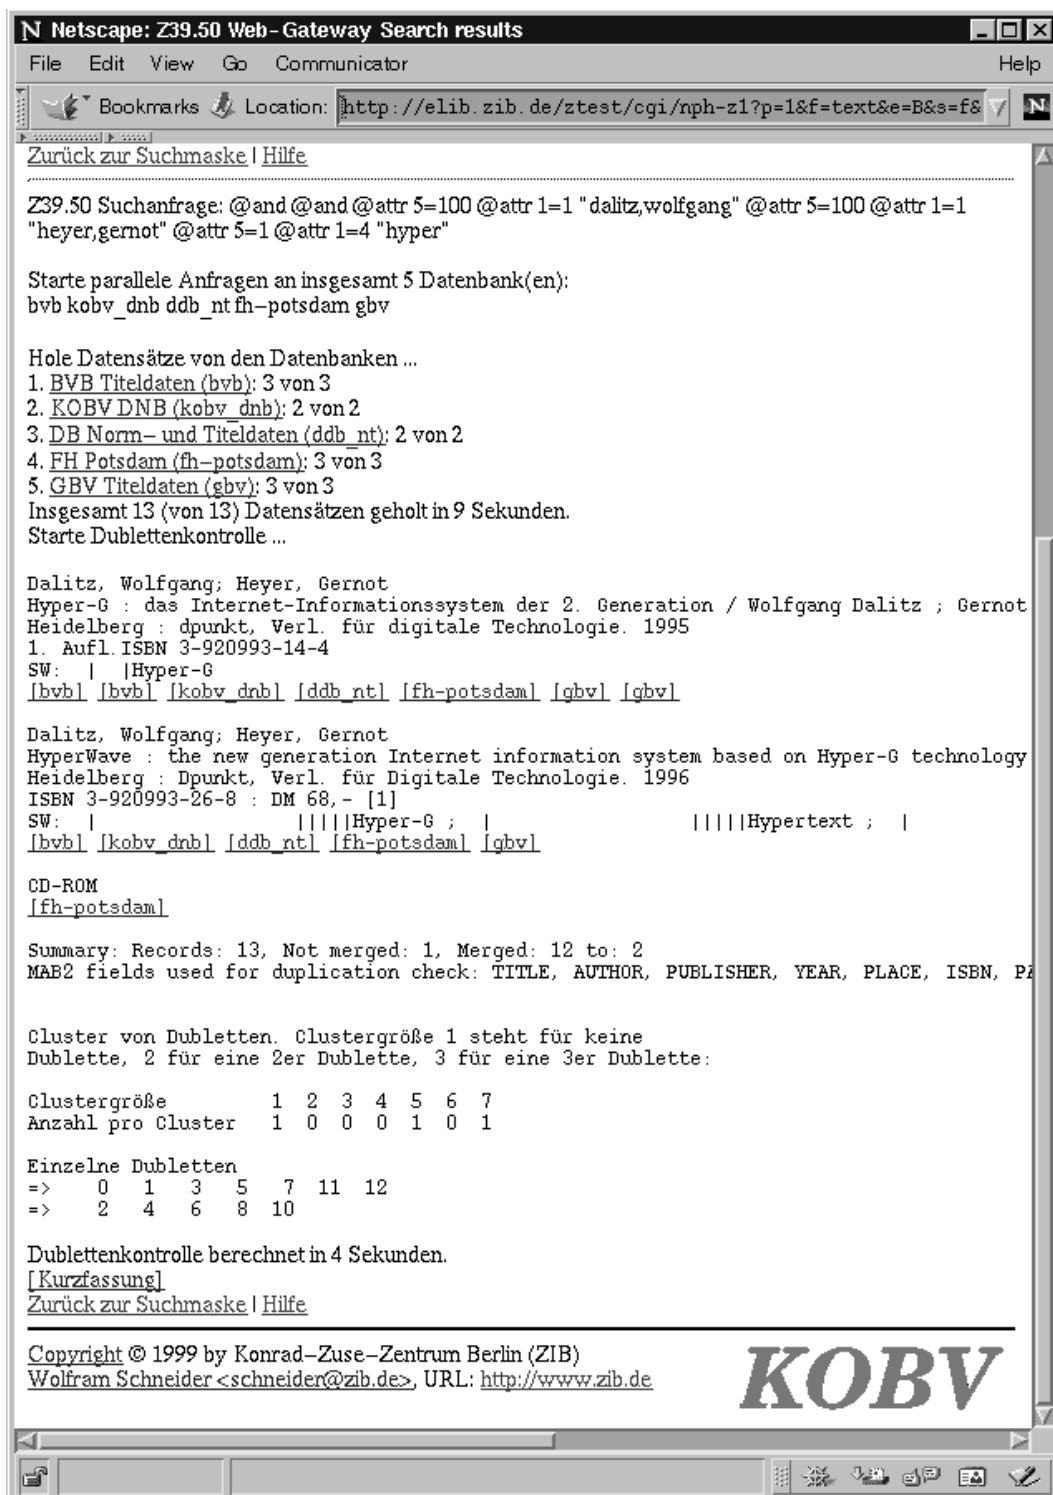 Netscape: Z39.50 Web-Gateway Search results
File Edit View Go Communicator Help
Bookmarks Location: http://elib.zib.de/ztest/cgi/nph-z1?p=1&f=text&e=B&s=f& N
Zurück zur Suchmaske | Hilfe
Z39.50 Suchanfrage: @and @and @attr 5=100 @attr 1=1 "dalitz,wolfgang" @attr 5=100 @attr 1=1
"heyer,gernot" @attr 5=1 @attr 1=4 "hyper"
Starte parallele Anfragen an insgesamt 5 Datenbank(en):
bvb kobv_dnb ddb_nt fh-potsdam gbv
Hole Datensätze von den Datenbanken ...
1. BVB Titeldaten (bvb): 3 von 3
2. KOBV DNB (kobv_dnb): 2 von 2
3. DB Norm- und Titeldaten (ddb_nt): 2 von 2
4. FH Potsdam (fh-potsdam): 3 von 3
5. GBV Titeldaten (gbv): 3 von 3
Insgesamt 13 (von 13) Datensätzen geholt in 9 Sekunden.
Starte Dublettenkontrolle ...
Dalitz, Wolfgang; Heyer, Gernot
Hyper-G : das Internet-Informationssystem der 2. Generation / Wolfgang Dalitz ; Gernot
Heidelberg : dpunkt, Verl. für digitale Technologie. 1995
1. Aufl. ISBN 3-920993-14-4
SW: | |Hyper-G
[bvb] [bvb] [kobv_dnb] [ddb_nt] [fh-potsdam] [gbv] [gbv]
Dalitz, Wolfgang; Heyer, Gernot
HyperWave : the new generation Internet information system based on Hyper-G technology
Heidelberg : Dpunkt, Verl. für Digitale Technologie. 1996
ISBN 3-920993-26-8 : DM 68,- [1]
SW: | |||||Hyper-G ; | |||||Hypertext ; |
[bvb] [kobv_dnb] [ddb_nt] [fh-potsdam] [gbv]
CD-ROM
[fh-potsdam]
Summary: Records: 13, Not merged: 1, Merged: 12 to: 2
MAB2 fields used for duplication check: TITLE, AUTHOR, PUBLISHER, YEAR, PLACE, ISBN,
Cluster von Dubletten. Clustergröße 1 steht für keine
Dublette, 2 für eine 2er Dublette, 3 für eine 3er Dublette:
Clustergröße 1 2 3 4 5 6 7
Anzahl pro Cluster 1 0 0 0 1 0 1
Einzelne Dubletten
=> 0 1 3 5 7 11 12
=> 2 4 6 8 10
Dublettenkontrolle berechnet in 4 Sekunden.
[Kurzfassung]
Zurück zur Suchmaske | Hilfe
Copyright © 1999 by Konrad-Zuse-Zentrum Berlin (ZIB)
Wolfram Schneider <schneider@zib.de>, URL: http://www.zib.de
KOBV